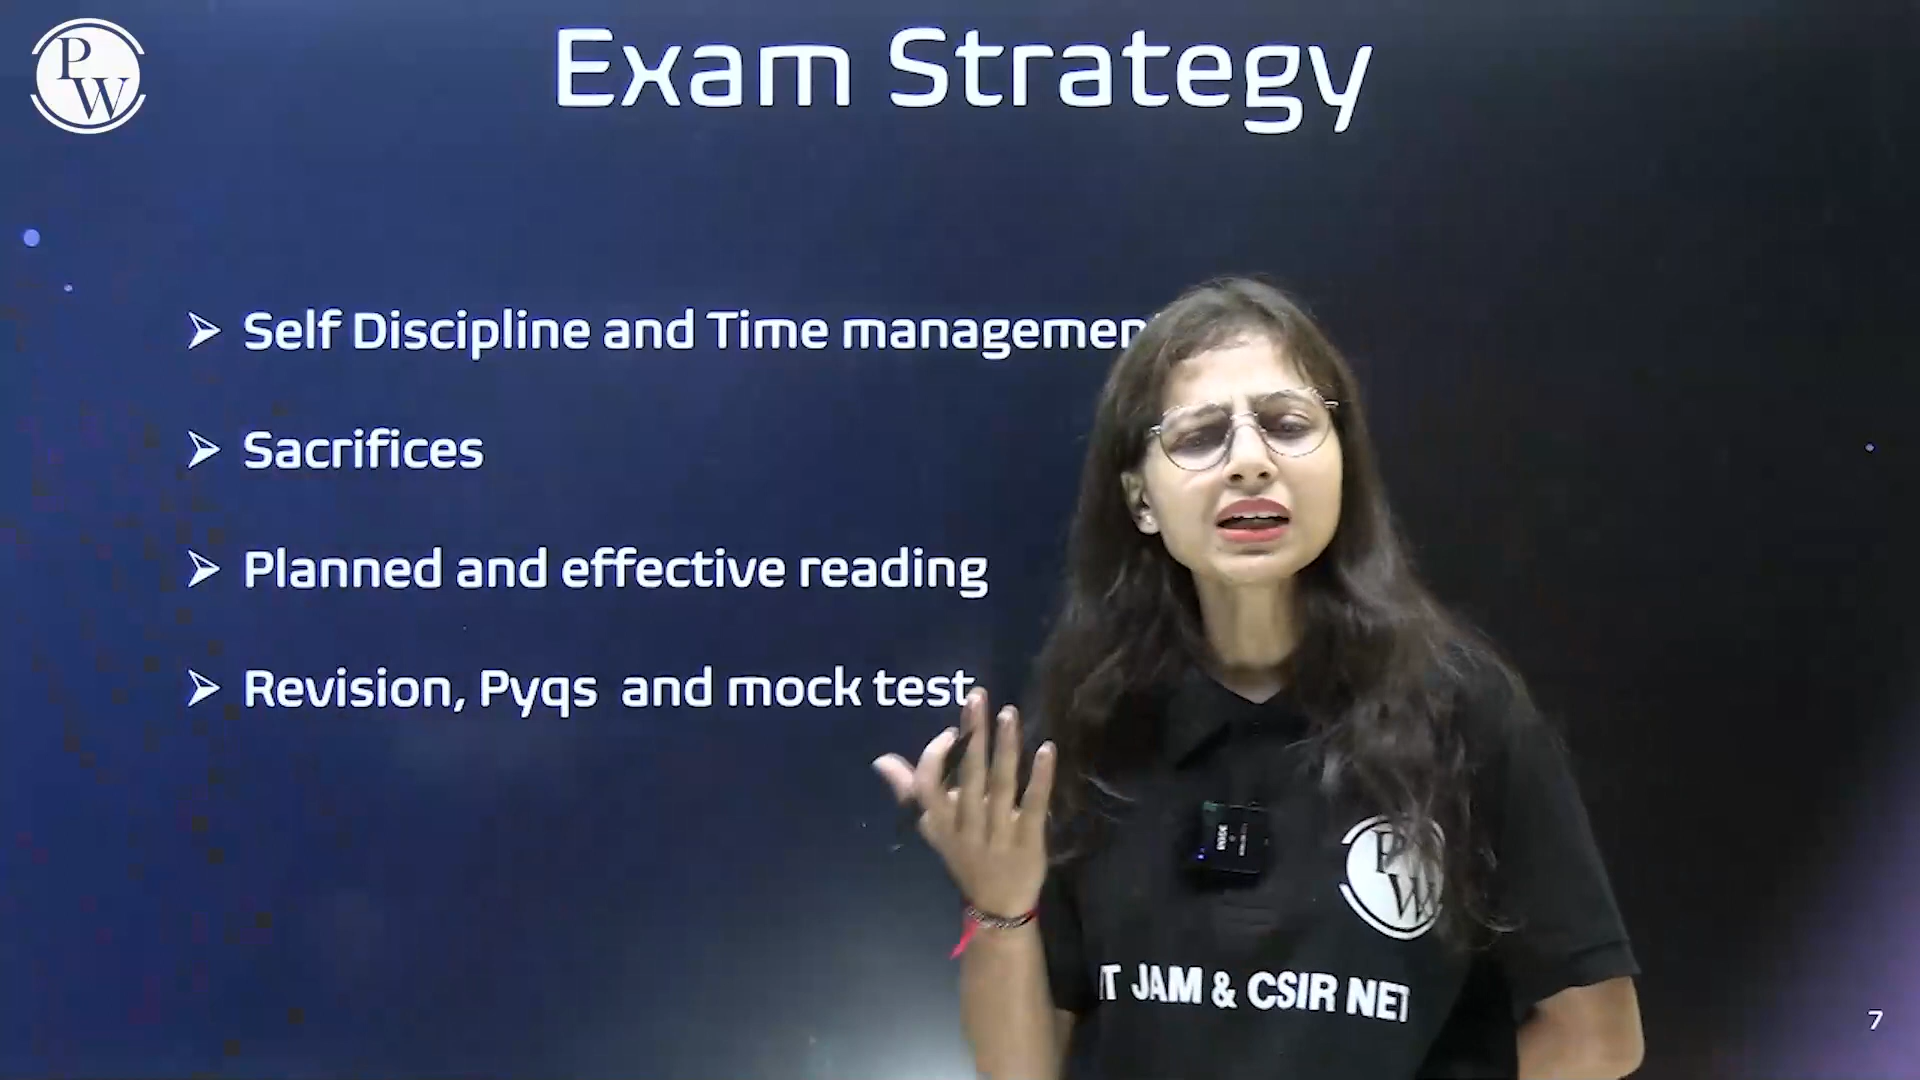 PW
Exam Strategy
Self Discipline and Time managemen
Sacrifices
Planned and effective reading
Revision, Pyqs and mock test
PW
IT JAM & CSIR NET
7